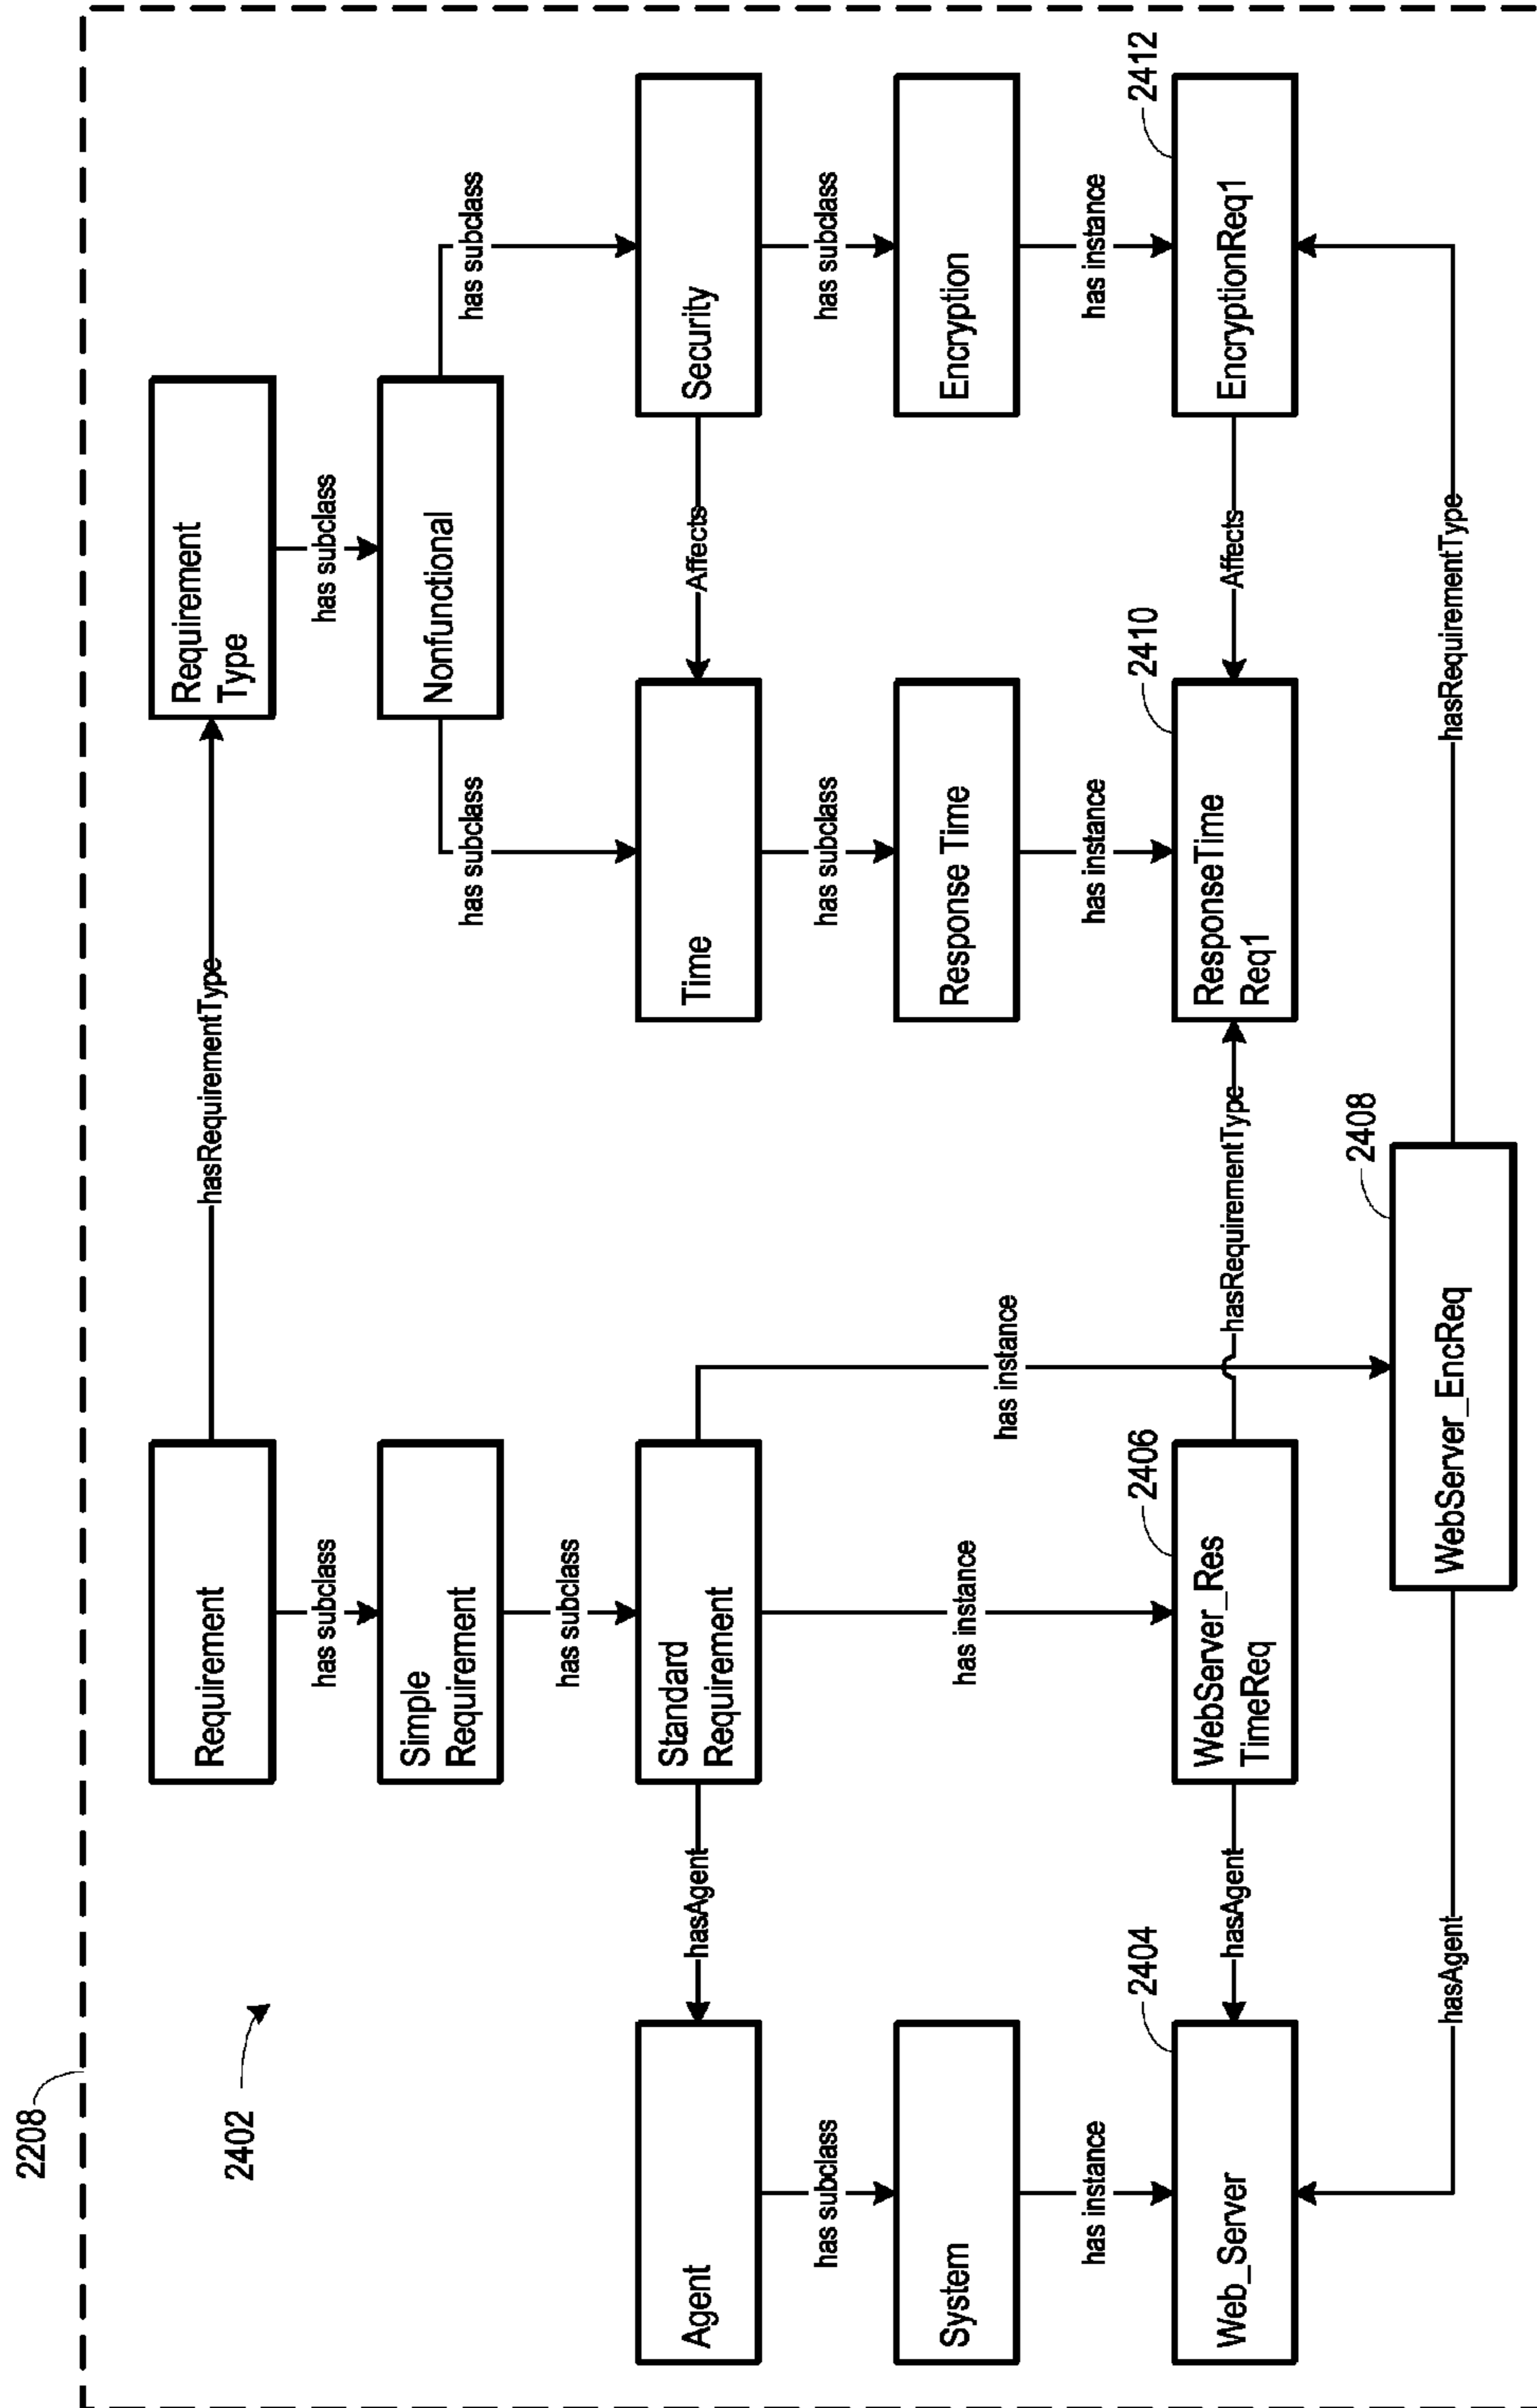 2208
2402
Requirement
hasRequirementType
Requirement
Type
has subclass
has subclass
Simple
Requirement
Nonfunctional
has subclass
has subclass
has subclass
Agent
hasAgent
Standard
Requirement
Time
Affects
Security
has subclass
has instance
has instance
has subclass
has subclass
System
Response Time
Encryption
has instance
has instance
has instance
2404
2406
2410
2412
Web_Server
hasAgent
WebServer_Res
TimeReq
hasRequirementType
ResponseTime
Req1
Affects
EncryptionReq1
2408
hasAgent
WebServer_EncReq
hasRequirementType